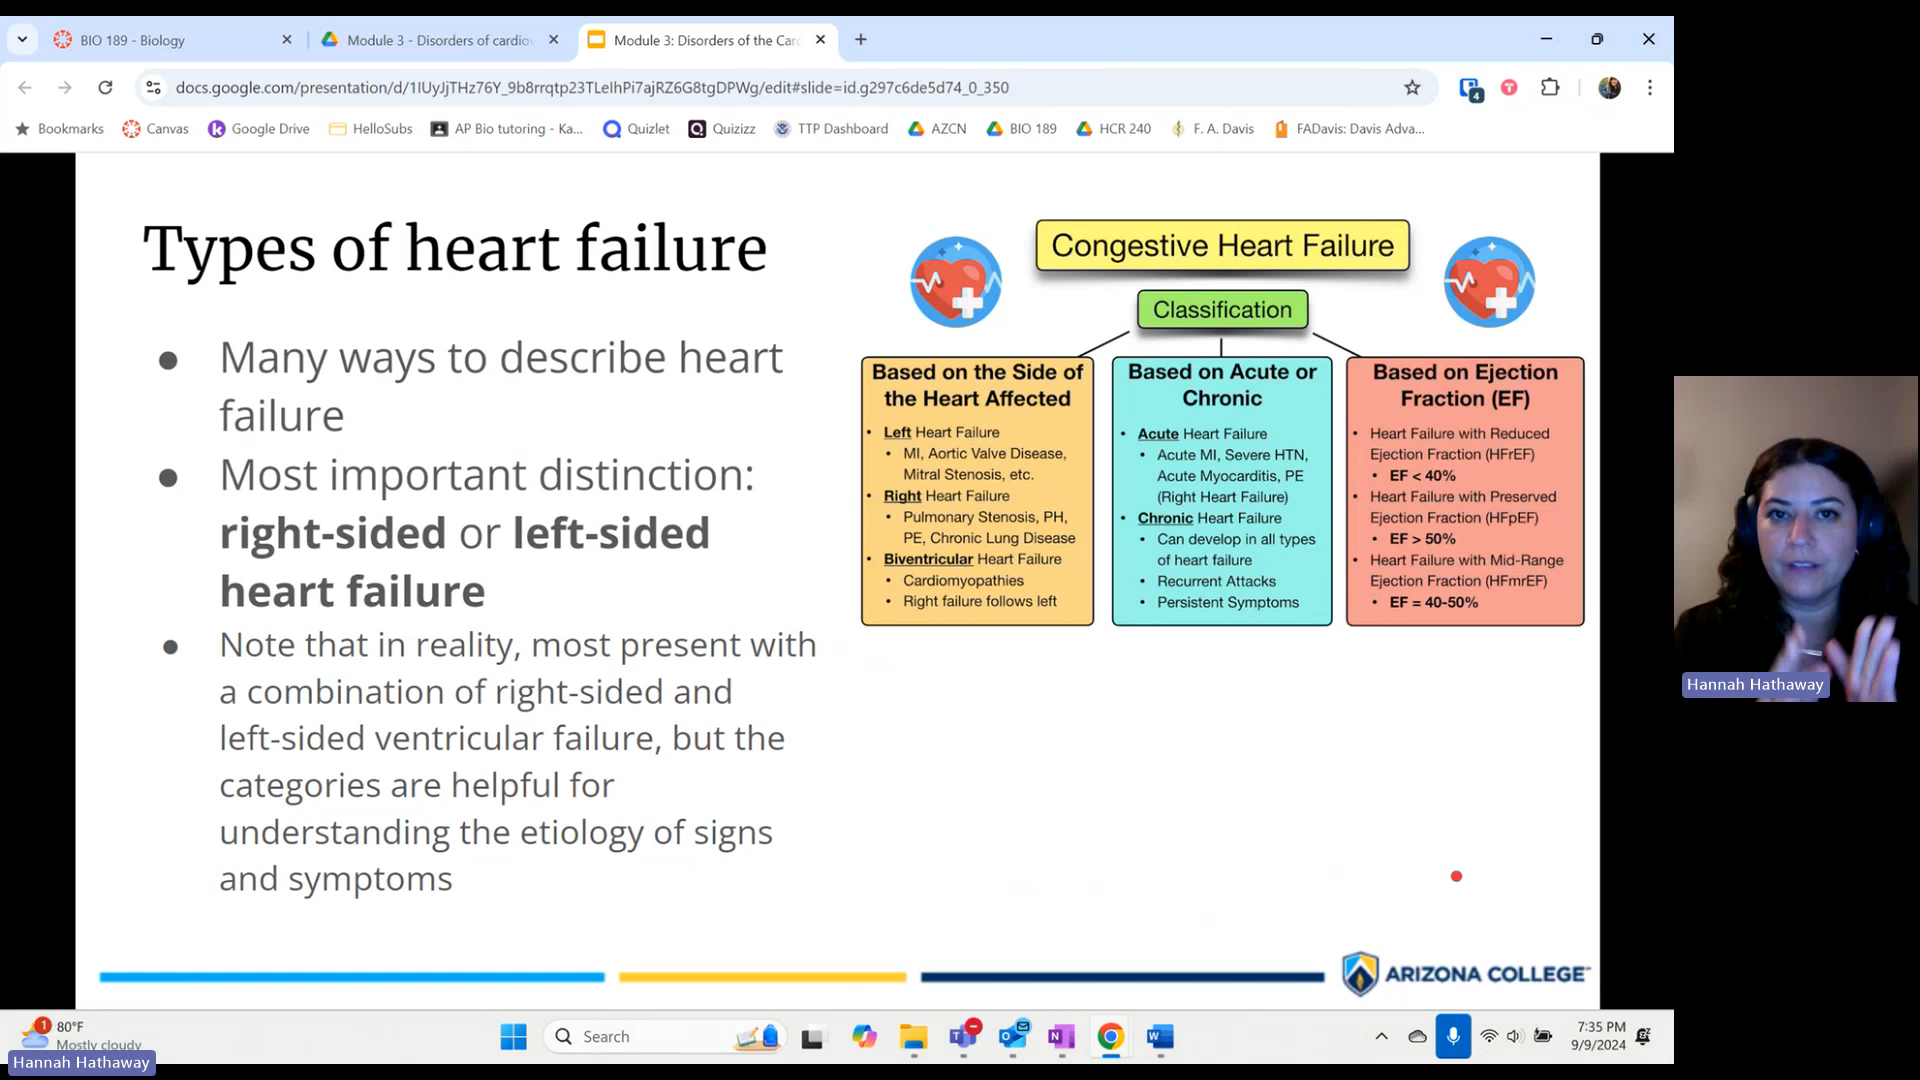 BIO 189 - Biology
Module 3 - Disorders of cardiov
Module 3: Disorders of the Card
docs.google.com/presentation/d/1IUyJjTHz76Y_9b8rrqtp23TLeIhPi7ajRZ6G8tgDPWg/edit#slide=id.g297c6de5d74_0_350
4
Bookmarks
Canvas
Google Drive
HelloSubs
AP Bio tutoring - Ka...
Quizlet
Quizizz
TTP Dashboard
AZCN
BIO 189
HCR 240
F. A. Davis
FADavis: Davis Adva...
Types of heart failure
● Many ways to describe heart
failure
● Most important distinction:
right-sided or left-sided
heart failure
● Note that in reality, most present with
a combination of right-sided and
left-sided ventricular failure, but the
categories are helpful for
understanding the etiology of signs
and symptoms
Congestive Heart Failure
Classification
Based on the Side of
the Heart Affected
• Left Heart Failure
• MI, Aortic Valve Disease,
Mitral Stenosis, etc.
• Right Heart Failure
• Pulmonary Stenosis, PH,
PE, Chronic Lung Disease
• Biventricular Heart Failure
• Cardiomyopathies
• Right failure follows left
Based on Acute or
Chronic
• Acute Heart Failure
• Acute MI, Severe HTN,
Acute Myocarditis, PE
(Right Heart Failure)
• Chronic Heart Failure
• Can develop in all types
of heart failure
• Recurrent Attacks
• Persistent Symptoms
Based on Ejection
Fraction (EF)
• Heart Failure with Reduced
Ejection Fraction (HFrEF)
• EF < 40%
• Heart Failure with Preserved
Ejection Fraction (HFpEF)
• EF > 50%
• Heart Failure with Mid-Range
Ejection Fraction (HFmrEF)
• EF = 40-50%
ARIZONA COLLEGE
Hannah Hathaway
1
80°F
Mostly cloudy
Hannah Hathaway
Search
7:35 PM
9/9/2024